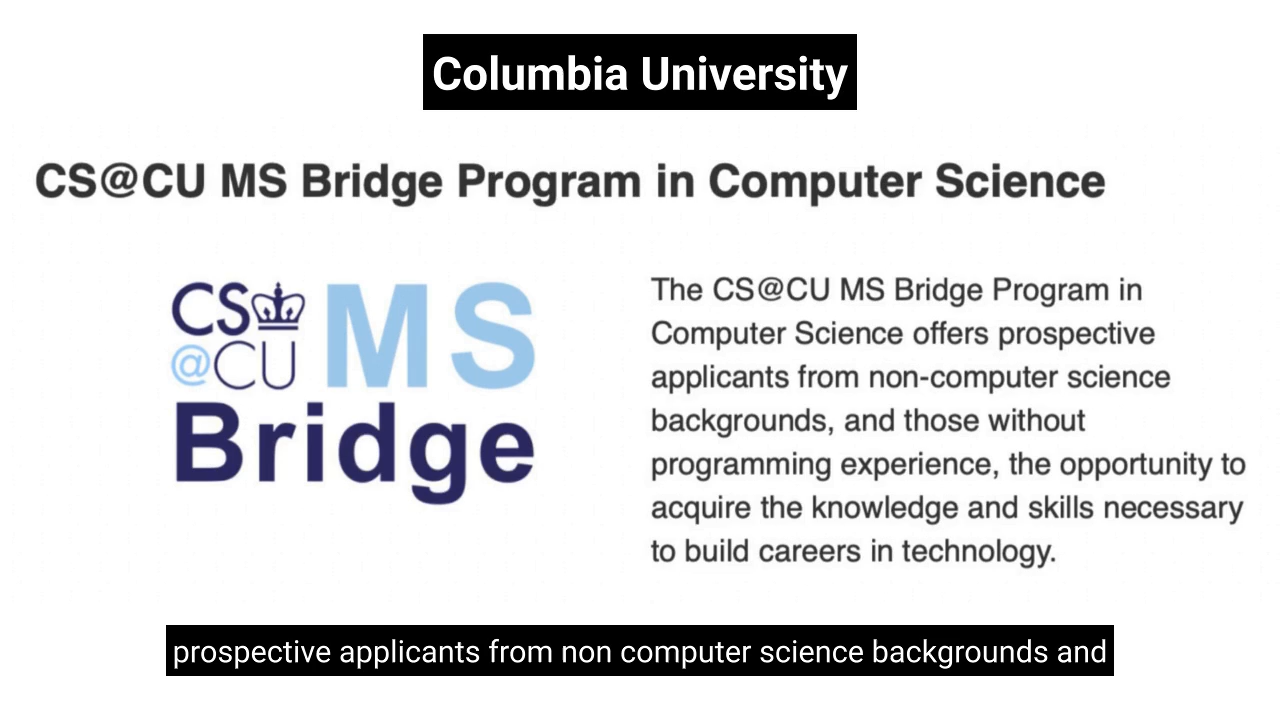 Columbia University
CS@CU MS Bridge Program in Computer Science
CS
@CU
MS
Bridge
The CS@CU MS Bridge Program in
Computer Science offers prospective
applicants from non-computer science
backgrounds, and those without
programming experience, the opportunity to
acquire the knowledge and skills necessary
to build careers in technology.
prospective applicants from non computer science backgrounds and